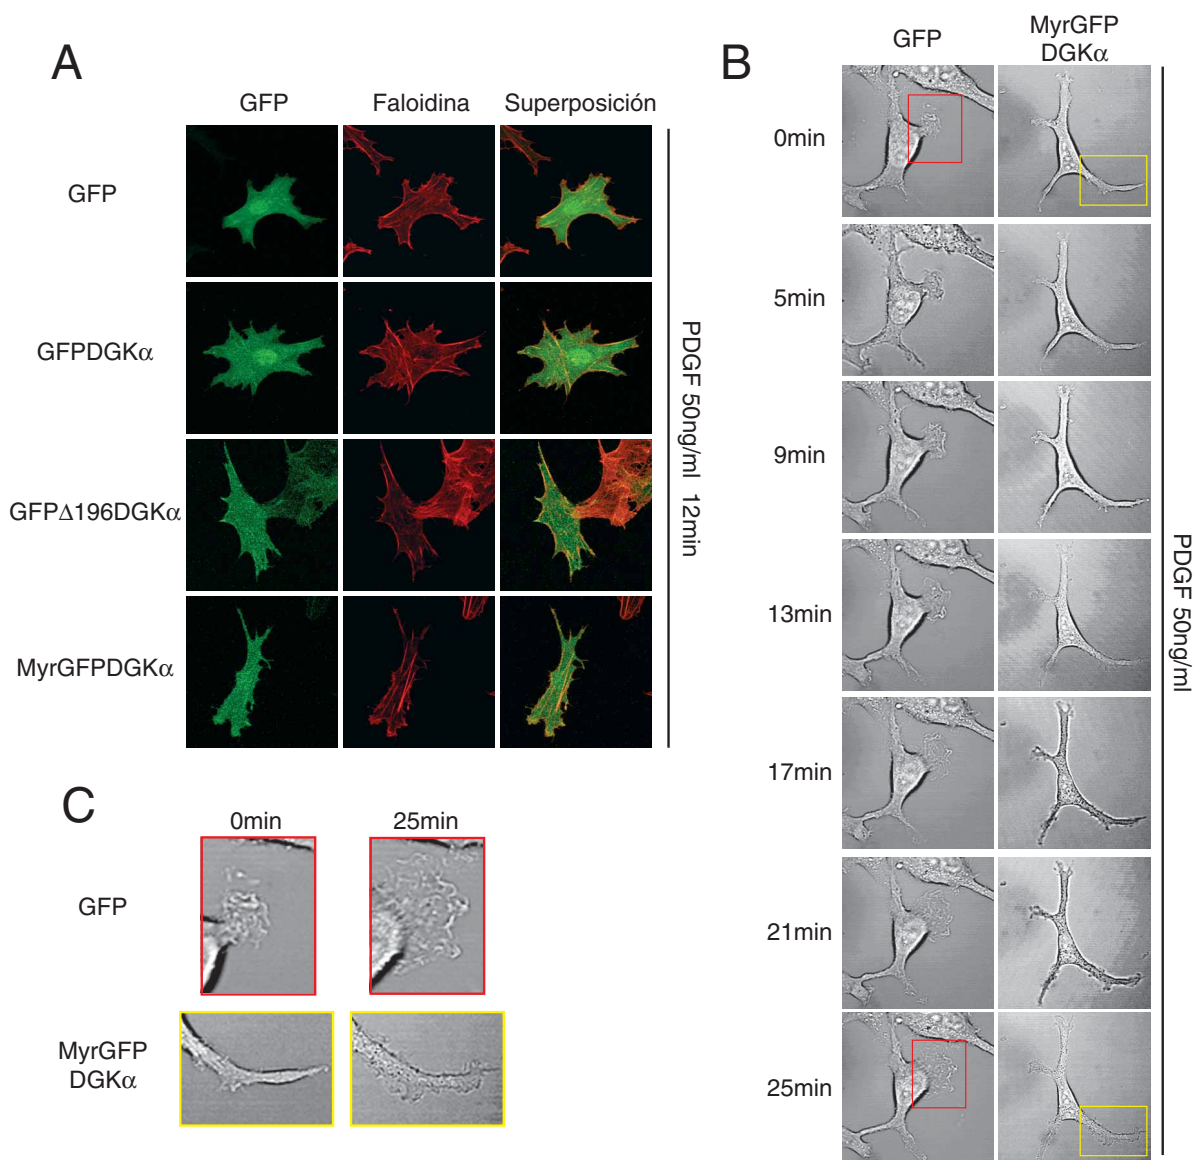 A
GFP
Faloidina
Superposición
GFP
GFPDGKα
GFPΔ196DGKα
MyrGFPDGKα
PDGF 50ng/ml 12min
B
GFP
MyrGFP
DGKα
0min
5min
9min
13min
17min
21min
25min
PDGF 50ng/ml
C
0min
25min
GFP
MyrGFP
DGKα